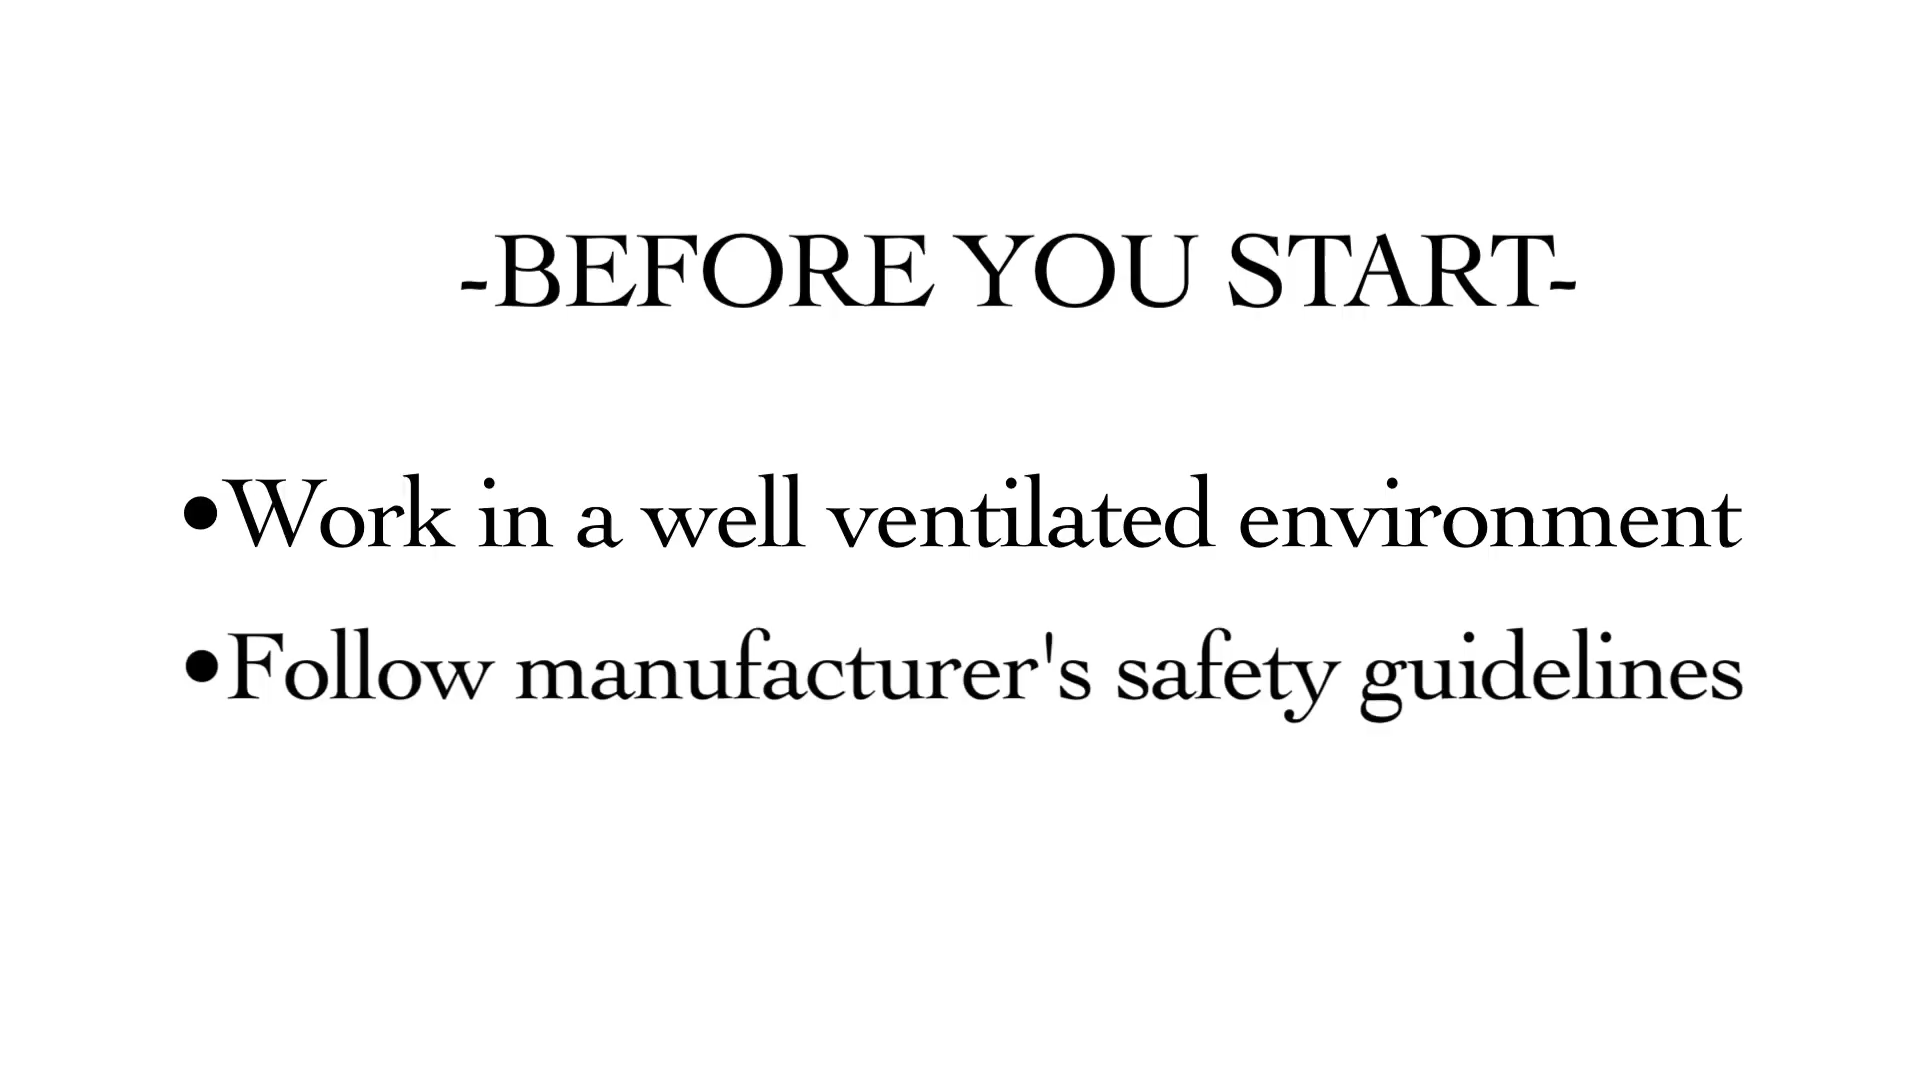 -BEFORE YOU START-
•Work in a well ventilated environment
•Follow manufacturer's safety guidelines